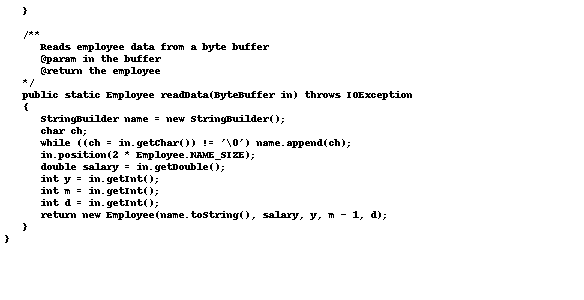 }
/**
Reads employee data from a byte buffer
@param in the buffer
@return the employee
*/
public static Employee readData(ByteBuffer in) throws IOException
{
StringBuilder name = new StringBuilder();
char ch;
while ((ch = in.getChar()) != '\0') name.append(ch);
in.position(2 * Employee.NAME_SIZE);
double salary = in.getDouble();
int y = in.getInt();
int m = in.getInt();
int d = in.getInt();
return new Employee(name.toString(), salary, y, m - 1, d);
}
}